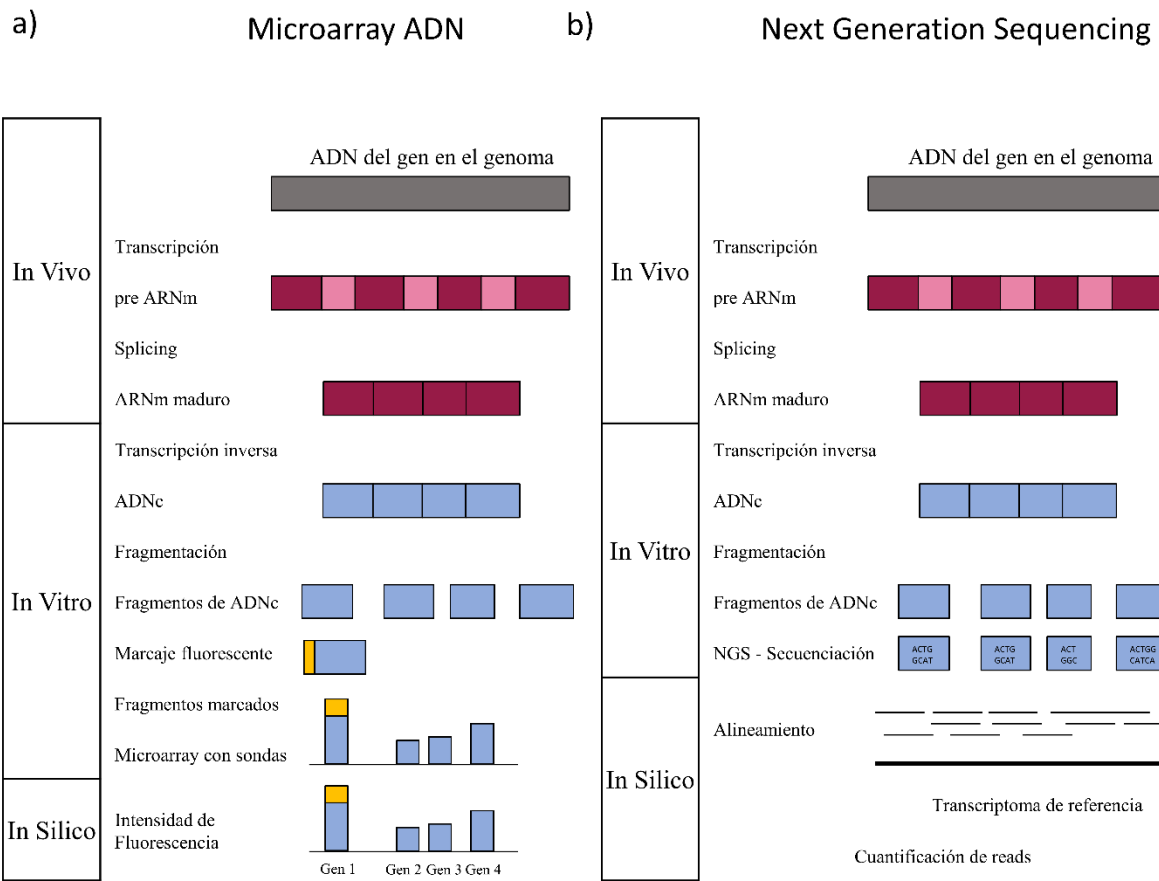 a)
Microarray ADN
In Vivo
ADN del gen en el genoma
Transcripción
pre ARNm
Splicing
ARNm maduro
In Vitro
Transcripción inversa
ADNc
Fragmentación
Fragmentos de ADNc
Marcaje fluorescente
Fragmentos marcados
Microarray con sondas
In Silico
Intensidad de
Fluorescencia
Gen 1
Gen 2
Gen 3
Gen 4
b)
Next Generation Sequencing
In Vivo
ADN del gen en el genoma
Transcripción
pre ARNm
Splicing
ARNm maduro
In Vitro
Transcripción inversa
ADNc
Fragmentación
Fragmentos de ADNc
NGS - Secuenciación
ACTG
GCAT
ACTG
GCAT
ACT
GGC
ACTGG
CATCA
In Silico
Alineamiento
Transcriptoma de referencia
Cuantificación de reads